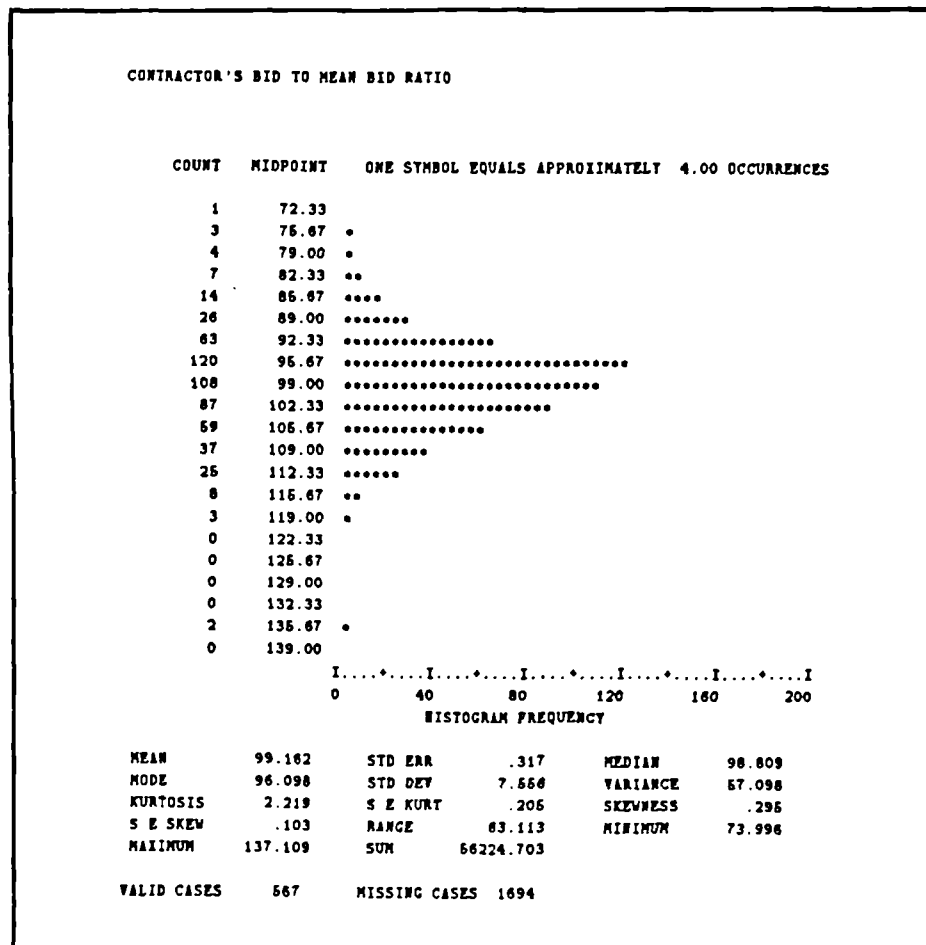 CONTRACTOR'S BID TO MEAN BID RATIO
COUNT MIDPOINT ONE SYMBOL EQUALS APPROXIMATELY 4.00 OCCURRENCES
1 72.33
3 75.67
4 79.00
7 82.33
14 85.67
26 89.00
63 92.33
120 95.67
108 99.00
87 102.33
59 105.67
37 109.00
25 112.33
8 115.67
3 119.00
0 122.33
0 125.67
0 129.00
0 132.33
2 135.67
0 139.00
I....+....I....+....I....+....I....+....I....+....I
0 40 80 120 160 200
HISTOGRAM FREQUENCY
MEAN 99.162 STD ERR .317 MEDIAN 98.809
MODE 96.098 STD DEV 7.556 VARIANCE 57.098
KURTOSIS 2.219 S E KURT .205 SKEWNESS .295
S E SKEW .103 RANGE 63.113 MINIMUM 73.996
MAXIMUM 137.109 SUM 56224.703
VALID CASES 567 MISSING CASES 1694